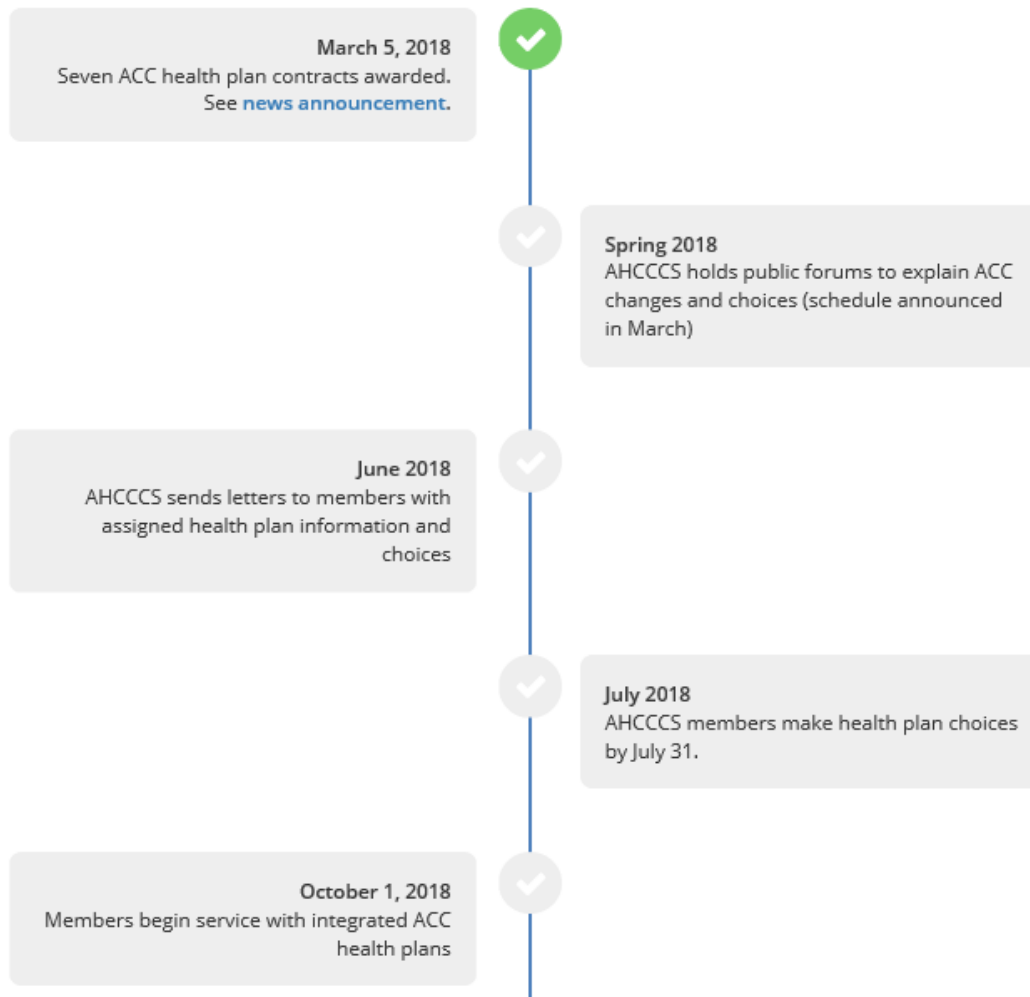 March 5, 2018
Seven ACC health plan contracts awarded.
See news announcement.
Spring 2018
AHCCCS holds public forums to explain ACC
changes and choices (schedule announced
in March)
June 2018
AHCCCS sends letters to members with
assigned health plan information and
choices
July 2018
AHCCCS members make health plan choices
by July 31.
October 1, 2018
Members begin service with integrated ACC
health plans